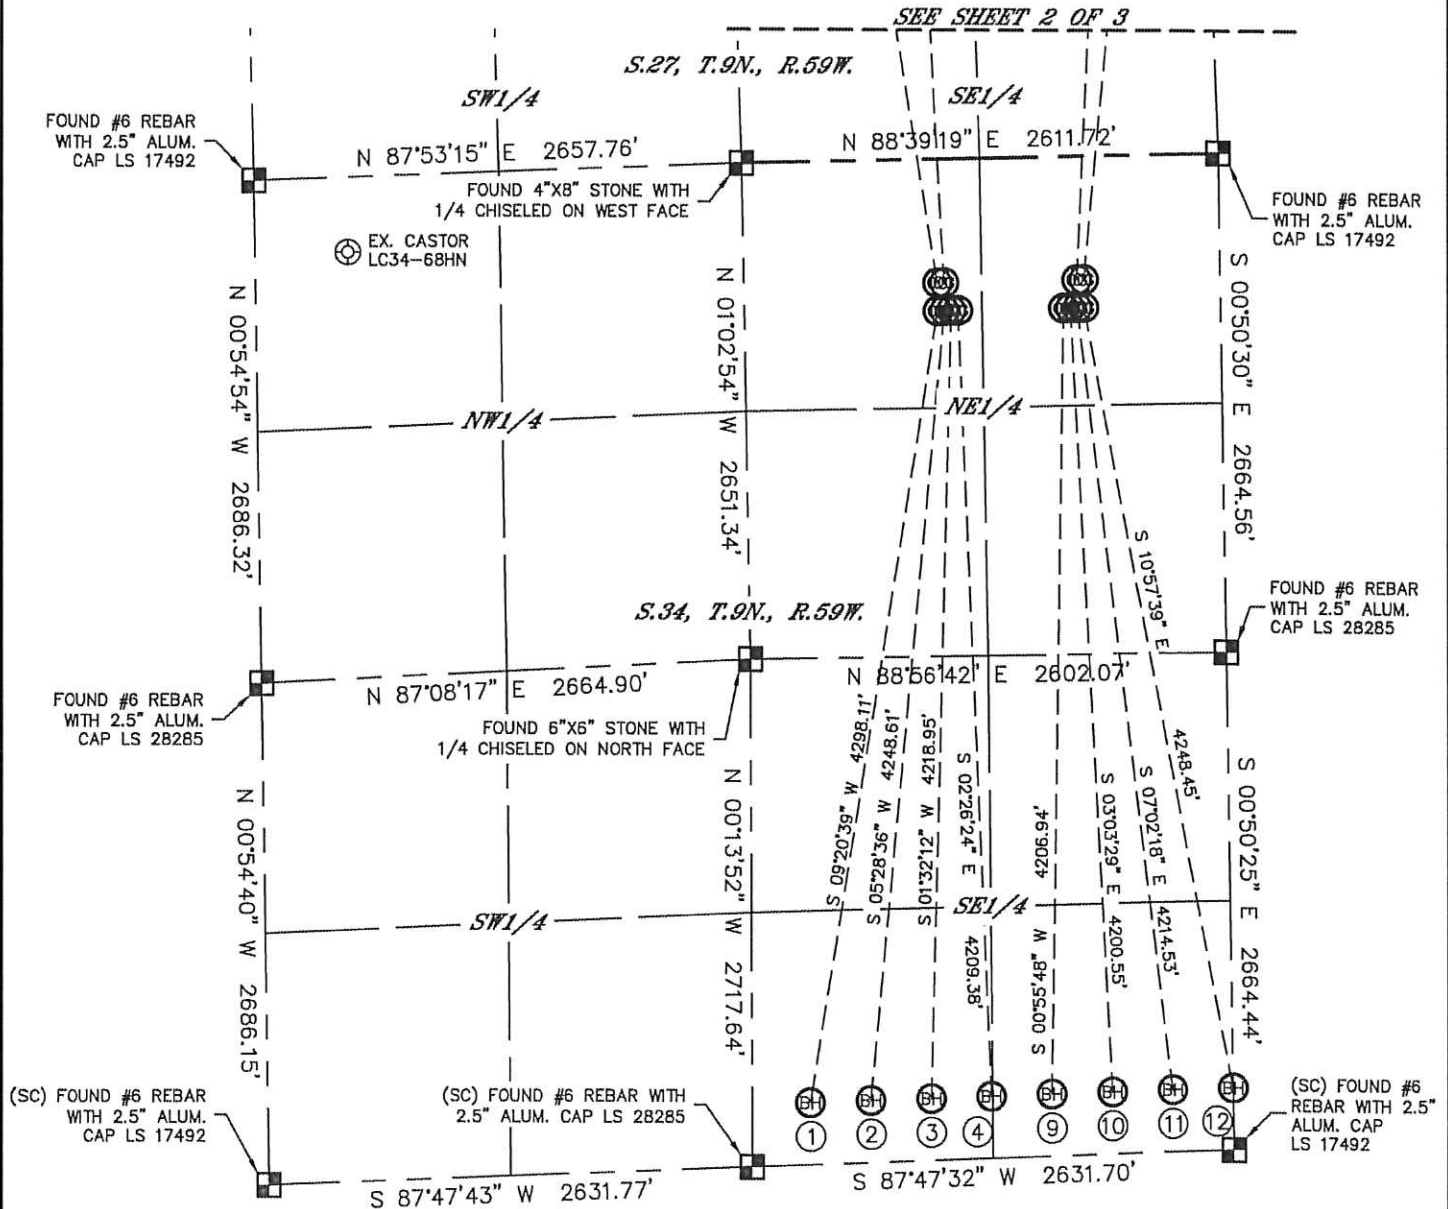 SEE SHEET 2 OF 3
S.27, T.9N., R.59W.
SW1/4
SE1/4
FOUND #6 REBAR
WITH 2.5" ALUM.
CAP LS 17492
N 87°53'15" E 2657.76'
N 88°39'19" E 2611.72'
FOUND 4"X8" STONE WITH
1/4 CHISELED ON WEST FACE
FOUND #6 REBAR
WITH 2.5" ALUM.
CAP LS 17492
EX. CASTOR
LC34-68HN
N 00°54'54" W 2686.32'
N 01°02'54" W 2651.34'
S 00°50'30" E 2664.56'
NW1/4
NE1/4
S.34, T.9N., R.59W.
FOUND #6 REBAR
WITH 2.5" ALUM.
CAP LS 28285
N 87°08'17" E 2664.90'
N 88°56'42" E 2602.07'
FOUND #6 REBAR
WITH 2.5" ALUM.
CAP LS 28285
FOUND 6"X6" STONE WITH
1/4 CHISELED ON NORTH FACE
S 09°20'39" W 4298.11'
S 05°28'36" W 4248.61'
S 01°32'12" W 4218.95'
S 02°26'24" E 4209.38'
S 00°55'48" W 4206.94'
S 03°03'29" E 4200.55'
S 07°02'18" E 4214.53'
S 10°57'39" E 4248.45'
N 00°54'40" W 2686.15'
N 00°13'52" W 2717.64'
S 00°50'25" E 2664.44'
SW1/4
SE1/4
BH BH BH BH BH BH BH BH
1 2 3 4 9 10 11 12
(SC) FOUND #6 REBAR
WITH 2.5" ALUM.
CAP LS 17492
(SC) FOUND #6 REBAR WITH
2.5" ALUM. CAP LS 28285
(SC) FOUND #6
REBAR WITH 2.5"
ALUM. CAP
LS 17492
S 87°47'43" W 2631.77'
S 87°47'32" W 2631.70'